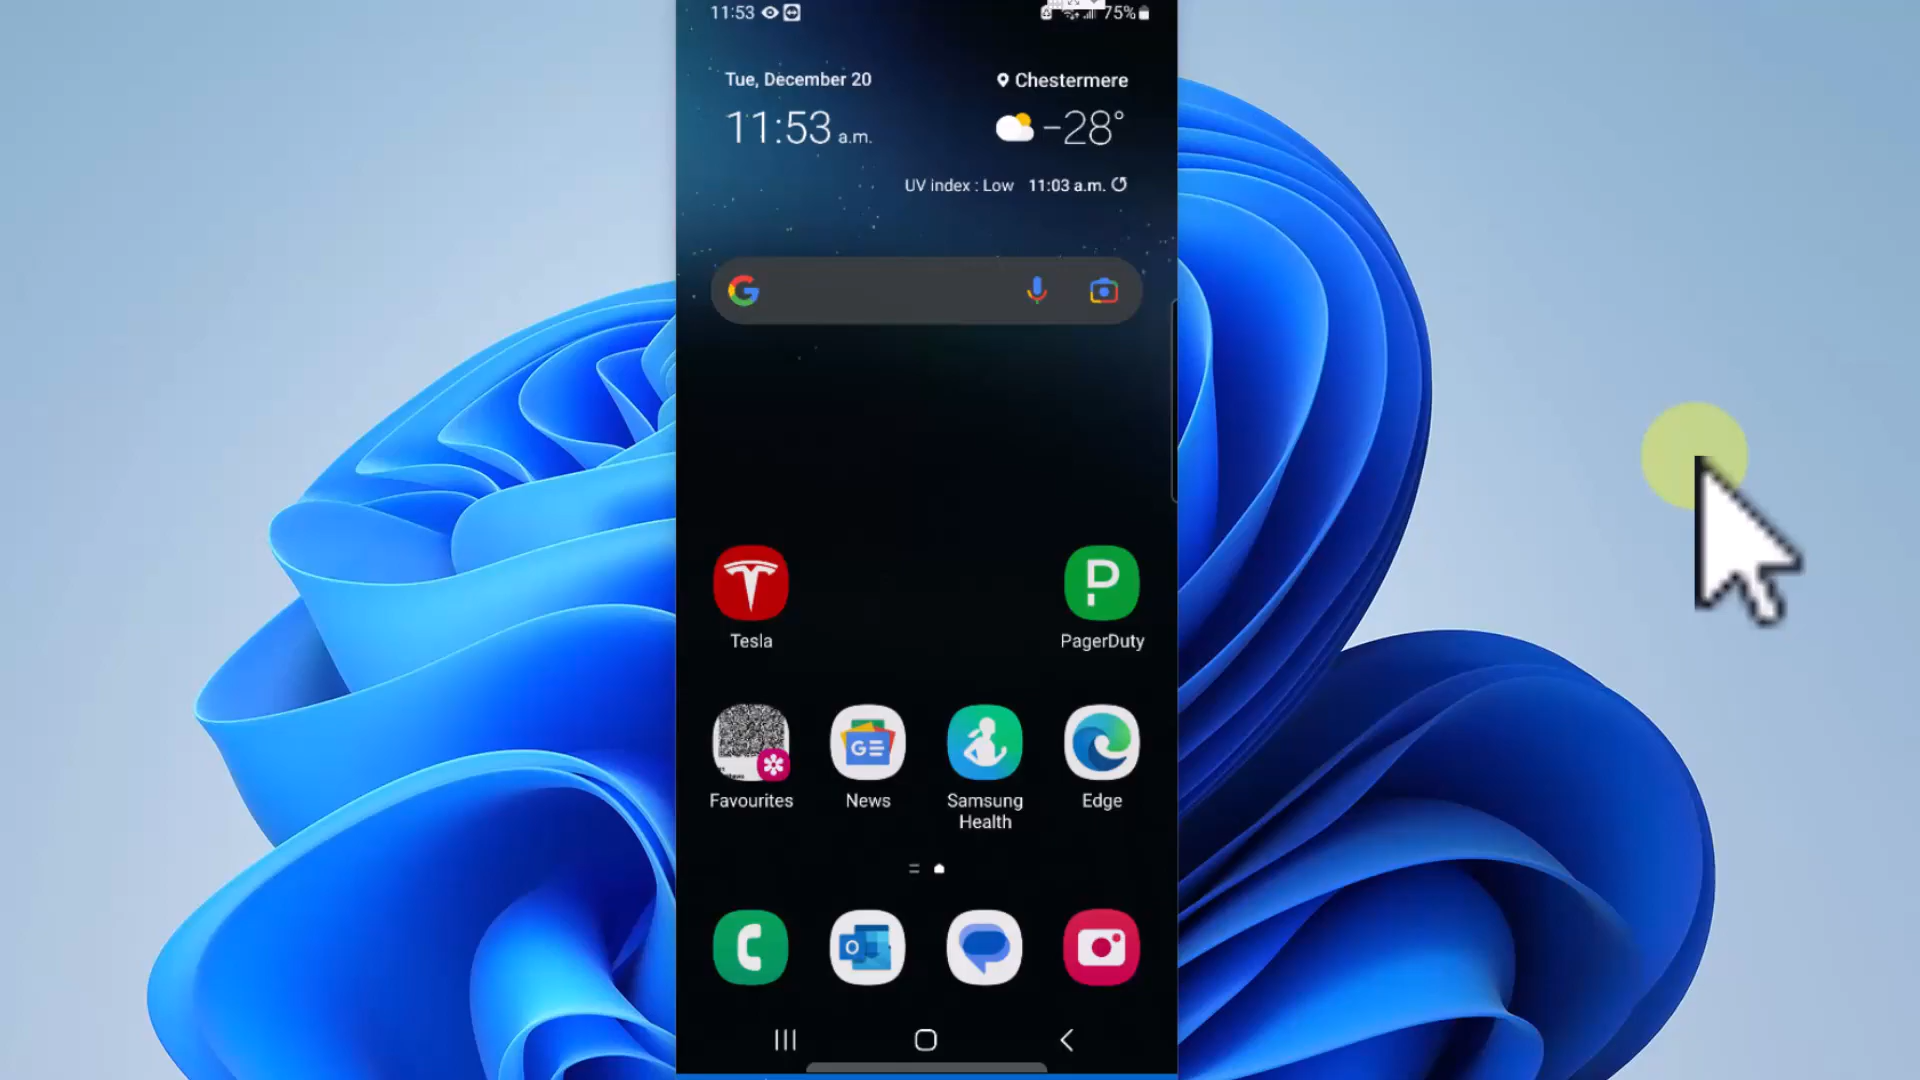 11:53
75%
Tue, December 20
Chestermere
11:53 a.m.
-28°
UV index : Low 11:03 a.m.
Tesla
PagerDuty
Favourites
News
Samsung
Health
Edge